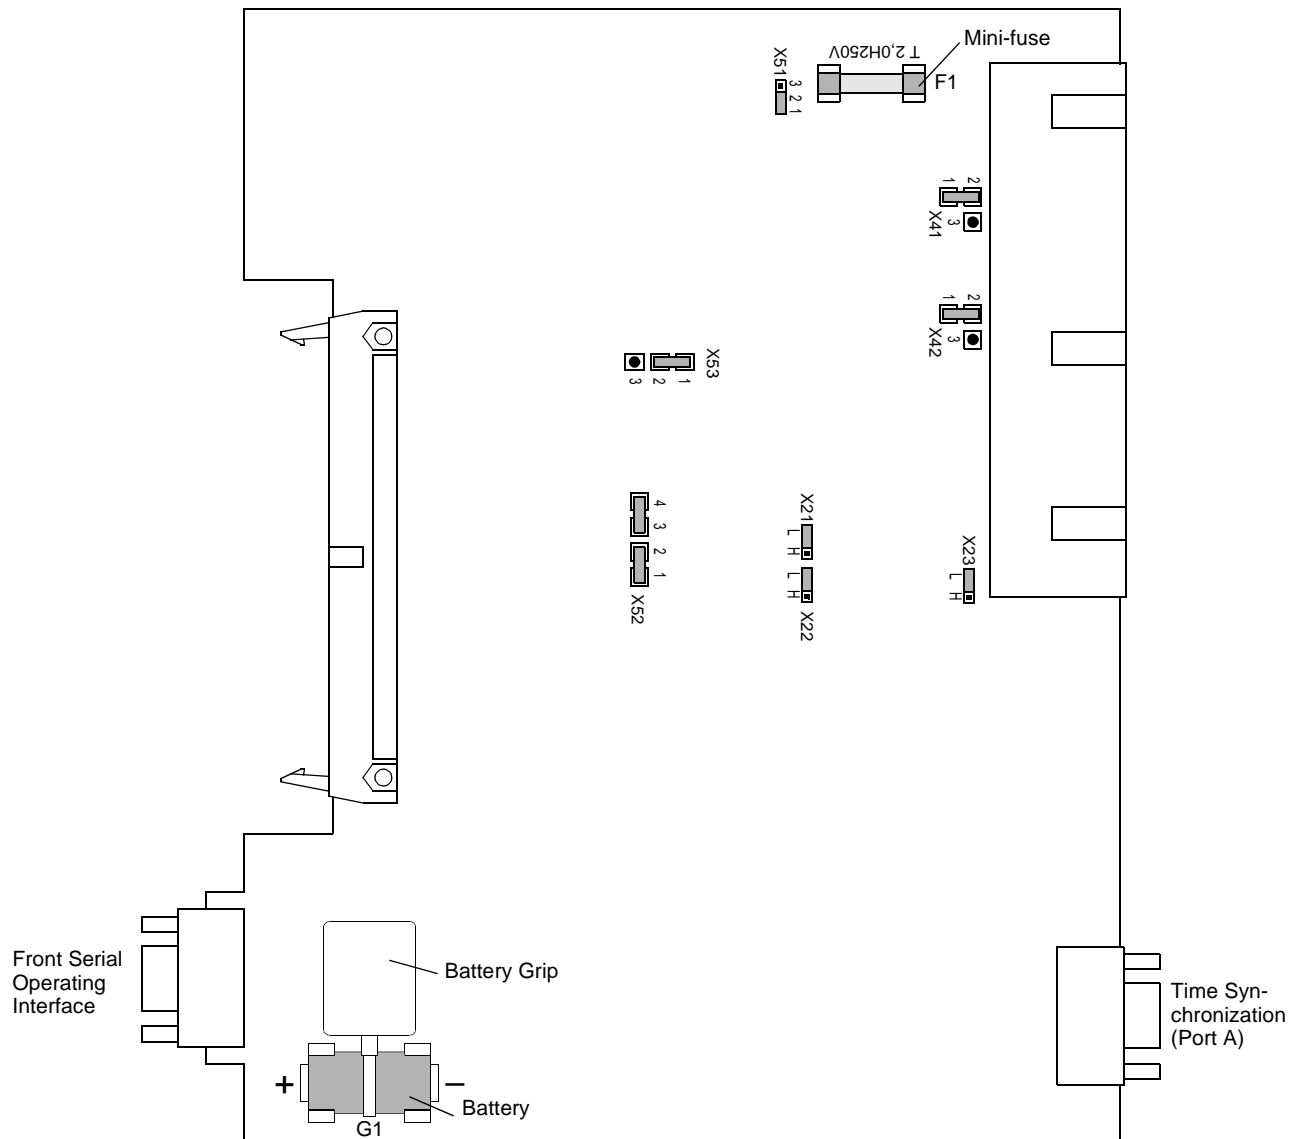 Mini-fuse
T 2,0H250V
F1
X51
3 2 1
1 2
3
X41
1 2
3
X42
X53
3 2 1
4
3
2
1
X52
X21
L
H
L
H
X22
X23
L
H
Front Serial
Operating
Interface
Battery Grip
Time Syn-
chronization
(Port A)
+
−
Battery
G1